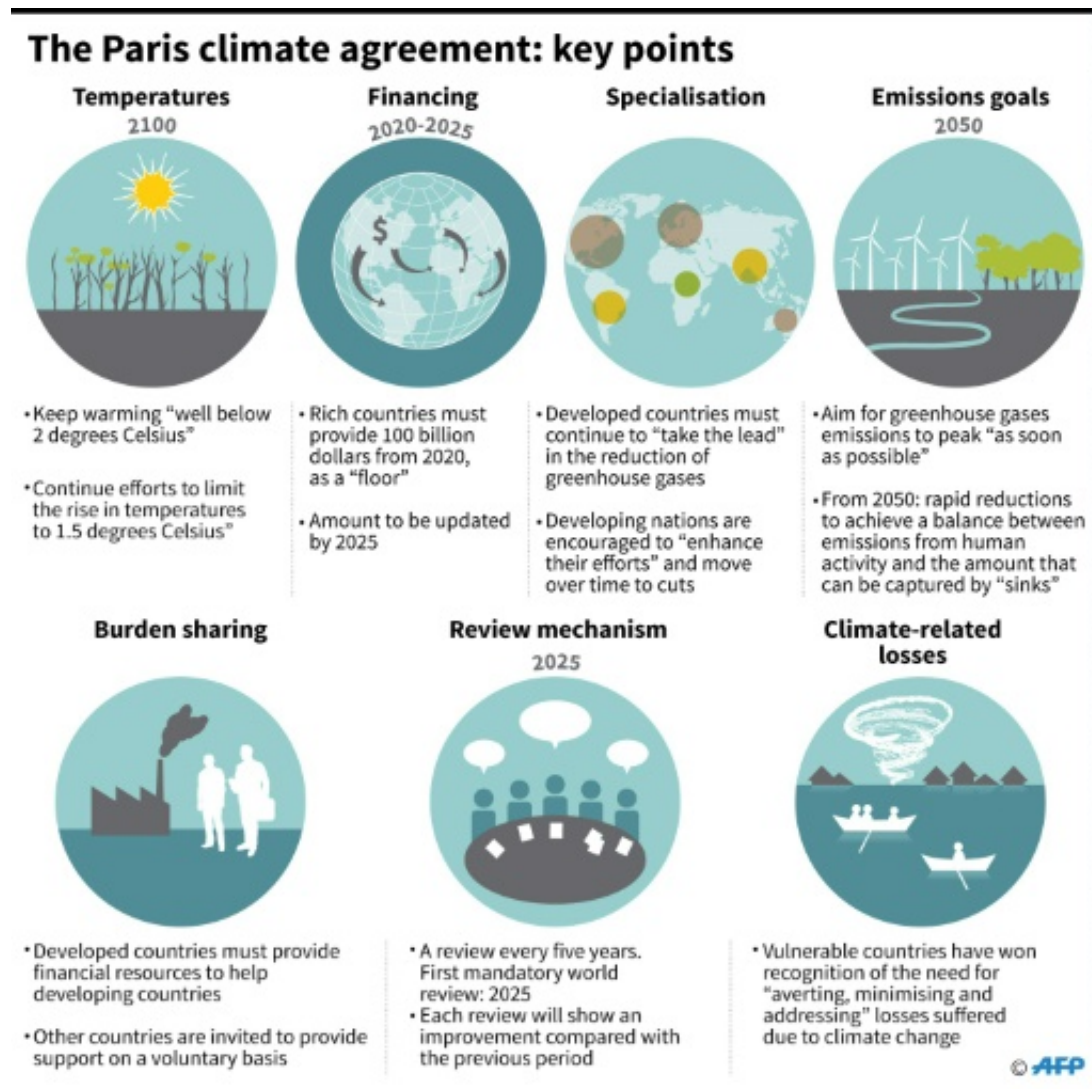 The Paris climate agreement: key points
Temperatures
2100
• Keep warming “well below
2 degrees Celsius”
• Continue efforts to limit
the rise in temperatures
to 1.5 degrees Celsius”
Financing
2020-2025
$
• Rich countries must
provide 100 billion
dollars from 2020,
as a “floor”
• Amount to be updated
by 2025
Specialisation
• Developed countries must
continue to “take the lead”
in the reduction of
greenhouse gases
• Developing nations are
encouraged to “enhance
their efforts” and move
over time to cuts
Emissions goals
2050
• Aim for greenhouse gases
emissions to peak “as soon
as possible”
• From 2050: rapid reductions
to achieve a balance between
emissions from human
activity and the amount that
can be captured by “sinks”
Burden sharing
• Developed countries must provide
financial resources to help
developing countries
• Other countries are invited to provide
support on a voluntary basis
Review mechanism
2025
• A review every five years.
First mandatory world
review: 2025
• Each review will show an
improvement compared with
the previous period
Climate-related
losses
• Vulnerable countries have won
recognition of the need for
“averting, minimising and
addressing” losses suffered
due to climate change
© AFP